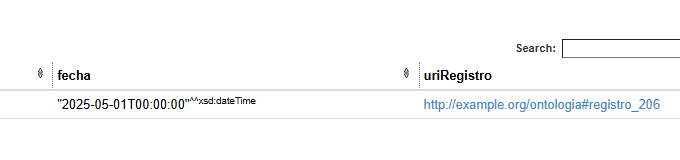 Search:
fecha uriRegistro
"2025-05-01T00:00:00"^^xsd:dateTime http://example.org/ontologia#registro_206